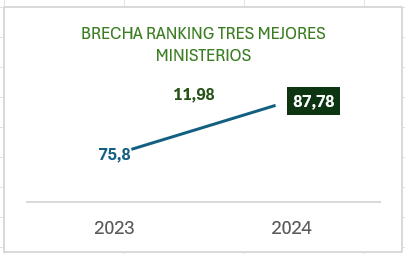 BRECHA RANKING TRES MEJORES
MINISTERIOS
11,98
87,78
75,8
2023
2024